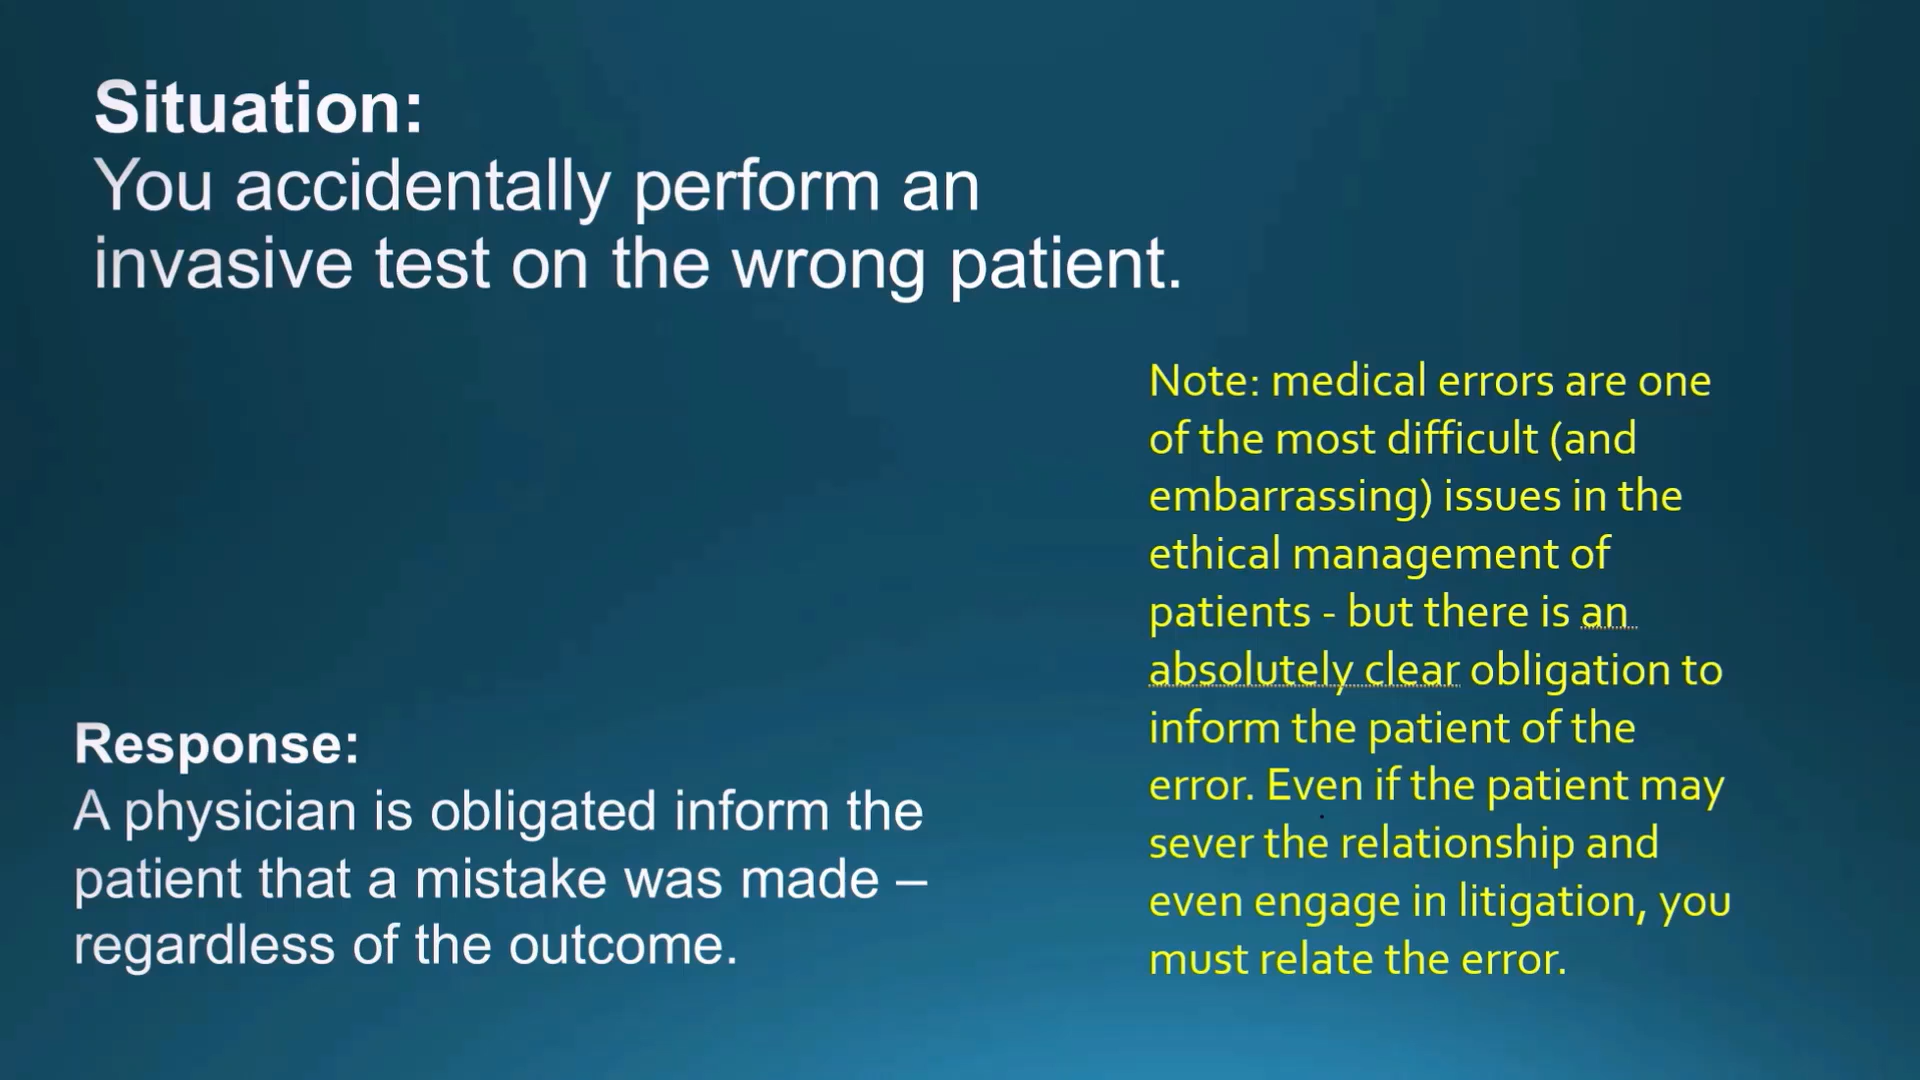 Situation:
You accidentally perform an
invasive test on the wrong patient.
Note: medical errors are one
of the most difficult (and
embarrassing) issues in the
ethical management of
patients - but there is an
absolutely clear obligation to
inform the patient of the
error. Even if the patient may
sever the relationship and
even engage in litigation, you
must relate the error.
Response:
A physician is obligated inform the
patient that a mistake was made –
regardless of the outcome.